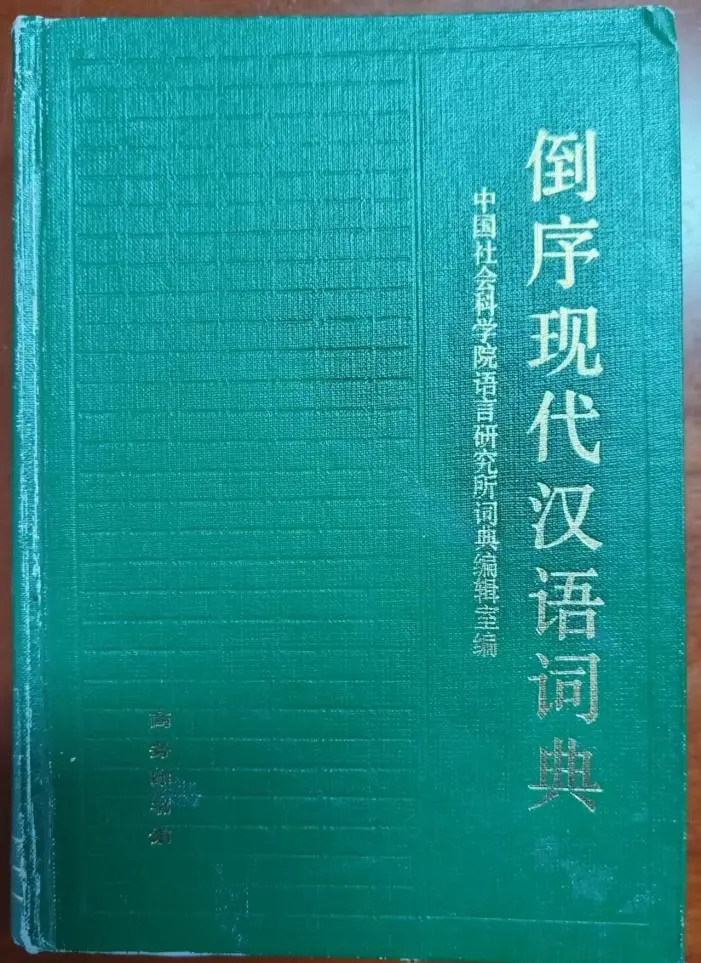 倒序现代汉语词典
中国社会科学院语言研究所词典编辑室编
商务印书馆